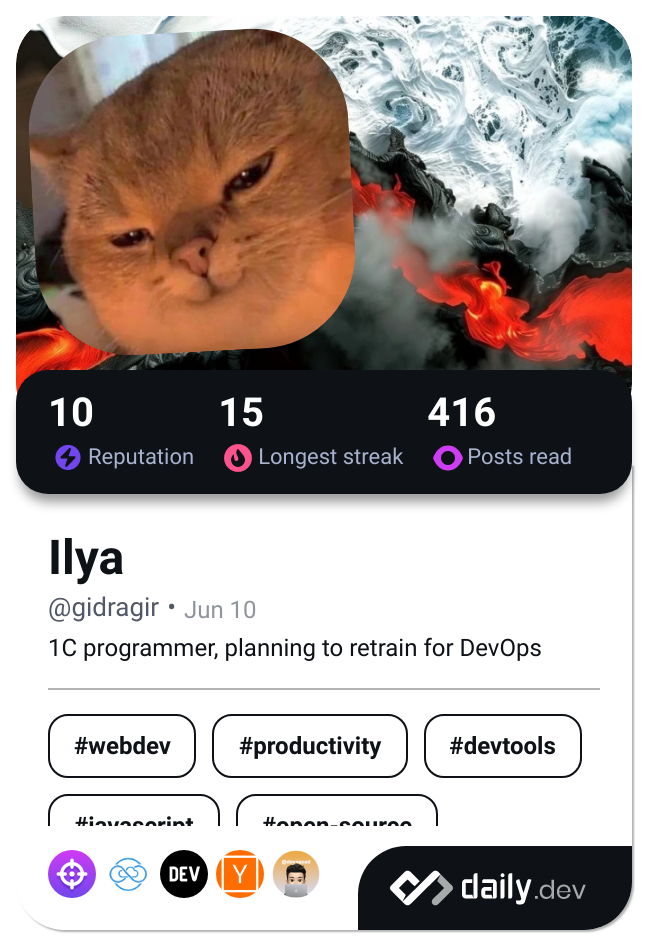 10 15 416
Reputation Longest streak Posts read
Ilya
@gidragir • Jun 10
1C programmer, planning to retrain for DevOps
#webdev #productivity #devtools
#javascript #open-source
DEV Y daily.dev